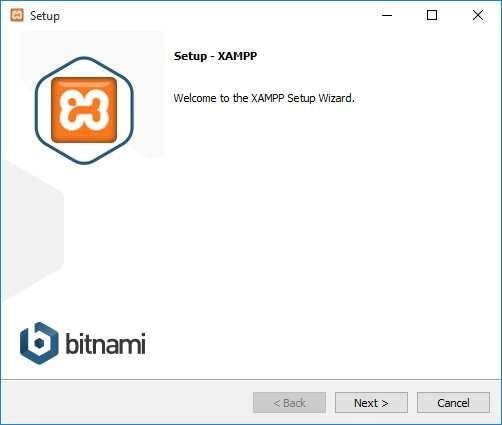 Setup
Setup - XAMPP
Welcome to the XAMPP Setup Wizard.
bitnami
< Back
Next >
Cancel